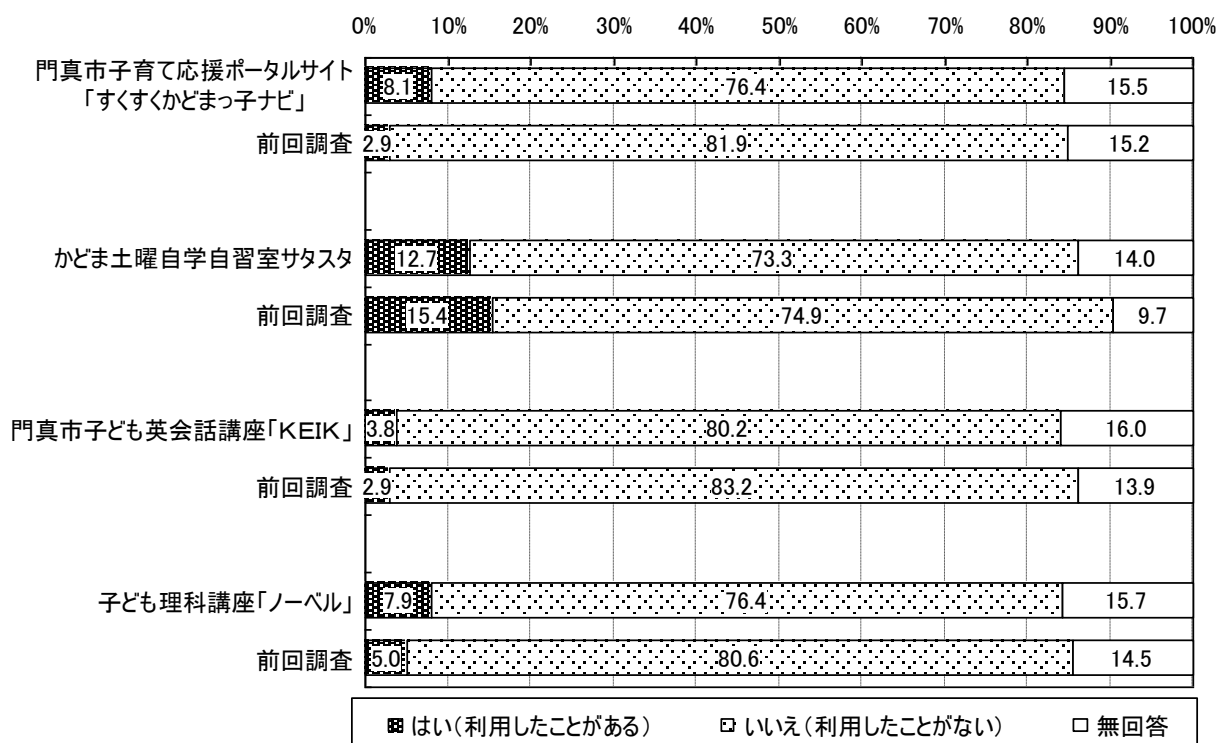 0% 10% 20% 30% 40% 50% 60% 70% 80% 90% 100%
門真市子育て応援ポータルサイト
「すくすくかどまっ子ナビ」
8.1 76.4 15.5
前回調査 2.9 81.9 15.2
かどま土曜自学自習室サタスタ 12.7 73.3 14.0
前回調査 15.4 74.9 9.7
門真市子ども英会話講座「KEIK」 3.8 80.2 16.0
前回調査 2.9 83.2 13.9
子ども理科講座「ノーベル」 7.9 76.4 15.7
前回調査 5.0 80.6 14.5
はい(利用したことがある) いいえ(利用したことがない) 無回答